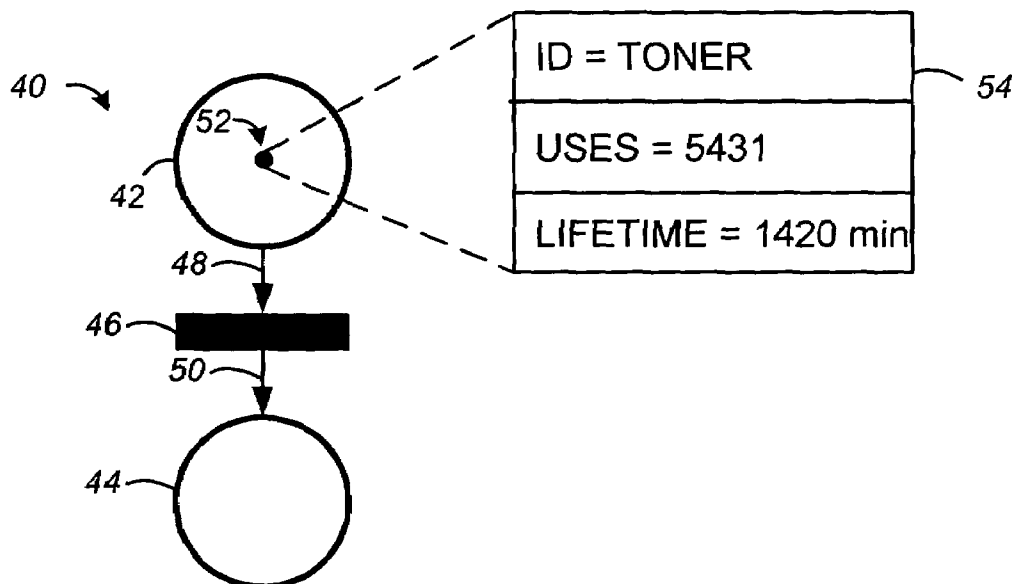 40
52
42
48
46
50
44
ID = TONER
USES = 5431
LIFETIME = 1420 min
54